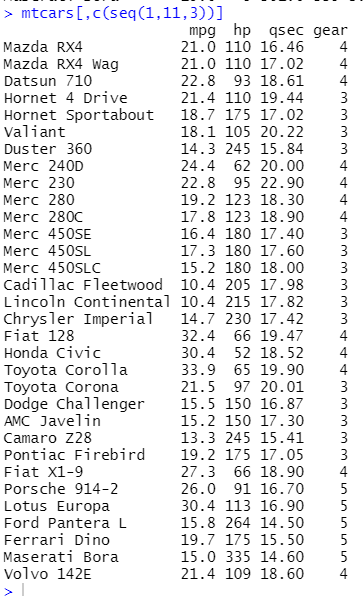 > mtcars[,c(seq(1,11,3))]
mpg hp qsec gear
Mazda RX4 21.0 110 16.46 4
Mazda RX4 Wag 21.0 110 17.02 4
Datsun 710 22.8 93 18.61 4
Hornet 4 Drive 21.4 110 19.44 3
Hornet Sportabout 18.7 175 17.02 3
Valiant 18.1 105 20.22 3
Duster 360 14.3 245 15.84 3
Merc 240D 24.4 62 20.00 4
Merc 230 22.8 95 22.90 4
Merc 280 19.2 123 18.30 4
Merc 280C 17.8 123 18.90 4
Merc 450SE 16.4 180 17.40 3
Merc 450SL 17.3 180 17.60 3
Merc 450SLC 15.2 180 18.00 3
Cadillac Fleetwood 10.4 205 17.98 3
Lincoln Continental 10.4 215 17.82 3
Chrysler Imperial 14.7 230 17.42 3
Fiat 128 32.4 66 19.47 4
Honda Civic 30.4 52 18.52 4
Toyota Corolla 33.9 65 19.90 4
Toyota Corona 21.5 97 20.01 3
Dodge Challenger 15.5 150 16.87 3
AMC Javelin 15.2 150 17.30 3
Camaro Z28 13.3 245 15.41 3
Pontiac Firebird 19.2 175 17.05 3
Fiat X1-9 27.3 66 18.90 4
Porsche 914-2 26.0 91 16.70 5
Lotus Europa 30.4 113 16.90 5
Ford Pantera L 15.8 264 14.50 5
Ferrari Dino 19.7 175 15.50 5
Maserati Bora 15.0 335 14.60 5
Volvo 142E 21.4 109 18.60 4
>